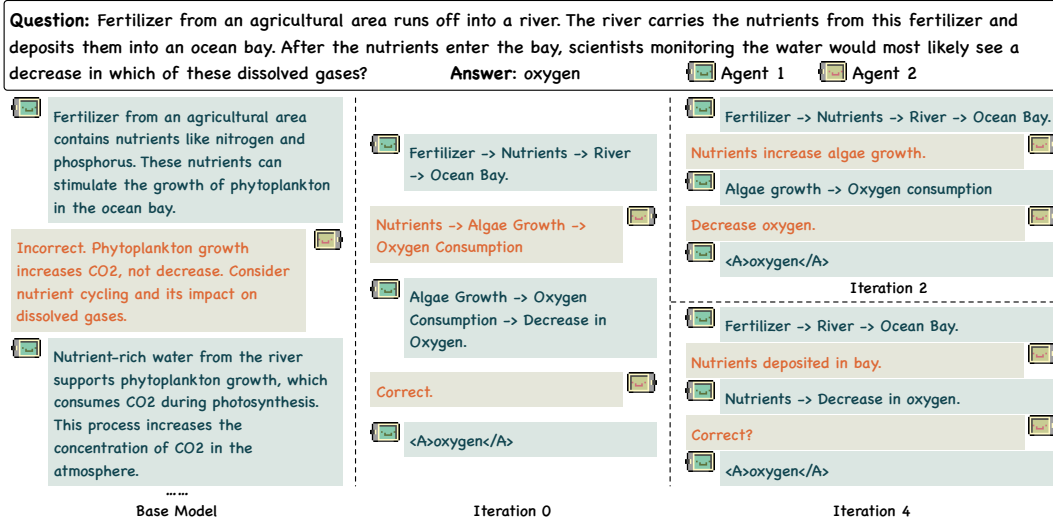 Question: Fertilizer from an agricultural area runs off into a river. The river carries the nutrients from this fertilizer and
deposits them into an ocean bay. After the nutrients enter the bay, scientists monitoring the water would most likely see a
decrease in which of these dissolved gases? Answer: oxygen Agent 1 Agent 2
Fertilizer from an agricultural area
contains nutrients like nitrogen and
phosphorus. These nutrients can
stimulate the growth of phytoplankton
in the ocean bay.
Incorrect. Phytoplankton growth
increases CO2, not decrease. Consider
nutrient cycling and its impact on
dissolved gases.
Nutrient-rich water from the river
supports phytoplankton growth, which
consumes CO2 during photosynthesis.
This process increases the
concentration of CO2 in the
atmosphere.
......
Base Model
Fertilizer -> Nutrients -> River
-> Ocean Bay.
Nutrients -> Algae Growth ->
Oxygen Consumption
Algae Growth -> Oxygen
Consumption -> Decrease in
Oxygen.
Correct.
<A>oxygen</A>
Iteration 0
Fertilizer -> Nutrients -> River -> Ocean Bay.
Nutrients increase algae growth.
Algae growth -> Oxygen consumption
Decrease oxygen.
<A>oxygen</A>
Iteration 2
Fertilizer -> River -> Ocean Bay.
Nutrients deposited in bay.
Nutrients -> Decrease in oxygen.
Correct?
<A>oxygen</A>
Iteration 4